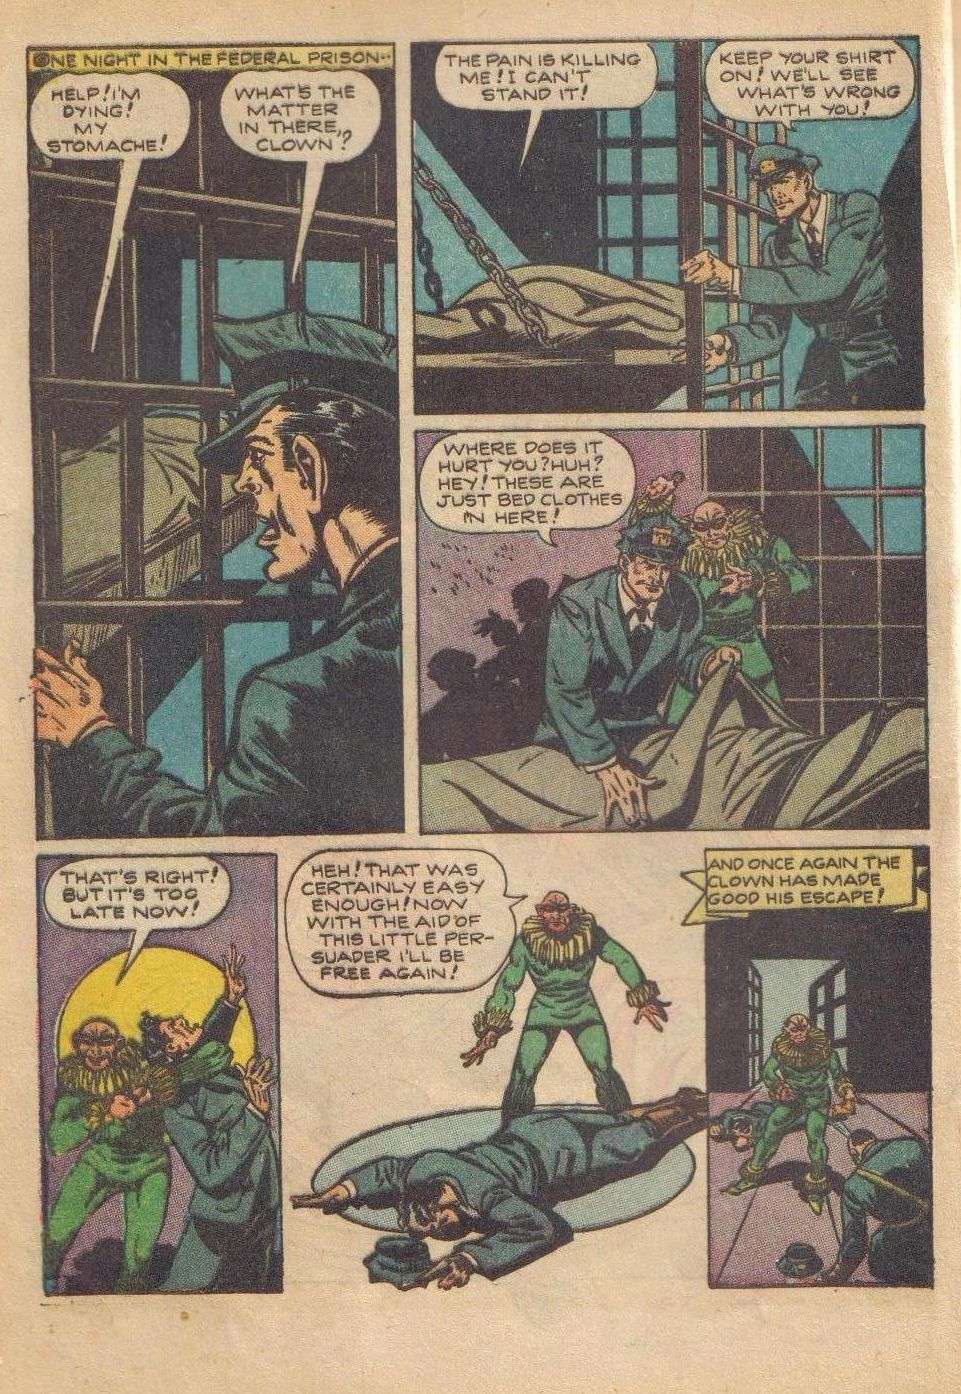 ONE NIGHT IN THE FEDERAL PRISON--
HELP! I'M
DYING!
MY
STOMACHE!
WHAT'S THE
MATTER
IN THERE,
CLOWN?
THE PAIN IS KILLING
ME! I CAN'T
STAND IT!
KEEP YOUR SHIRT
ON! WE'LL SEE
WHAT'S WRONG
WITH YOU!
WHERE DOES IT
HURT YOU? HUH?
HEY! THESE ARE
JUST BED CLOTHES
IN HERE!
THAT'S RIGHT!
BUT IT'S TOO
LATE NOW!
HEH! THAT WAS
CERTAINLY EASY
ENOUGH! NOW
WITH THE AID OF
THIS LITTLE PER-
SUADER I'LL BE
FREE AGAIN!
AND ONCE AGAIN THE
CLOWN HAS MADE
GOOD HIS ESCAPE!